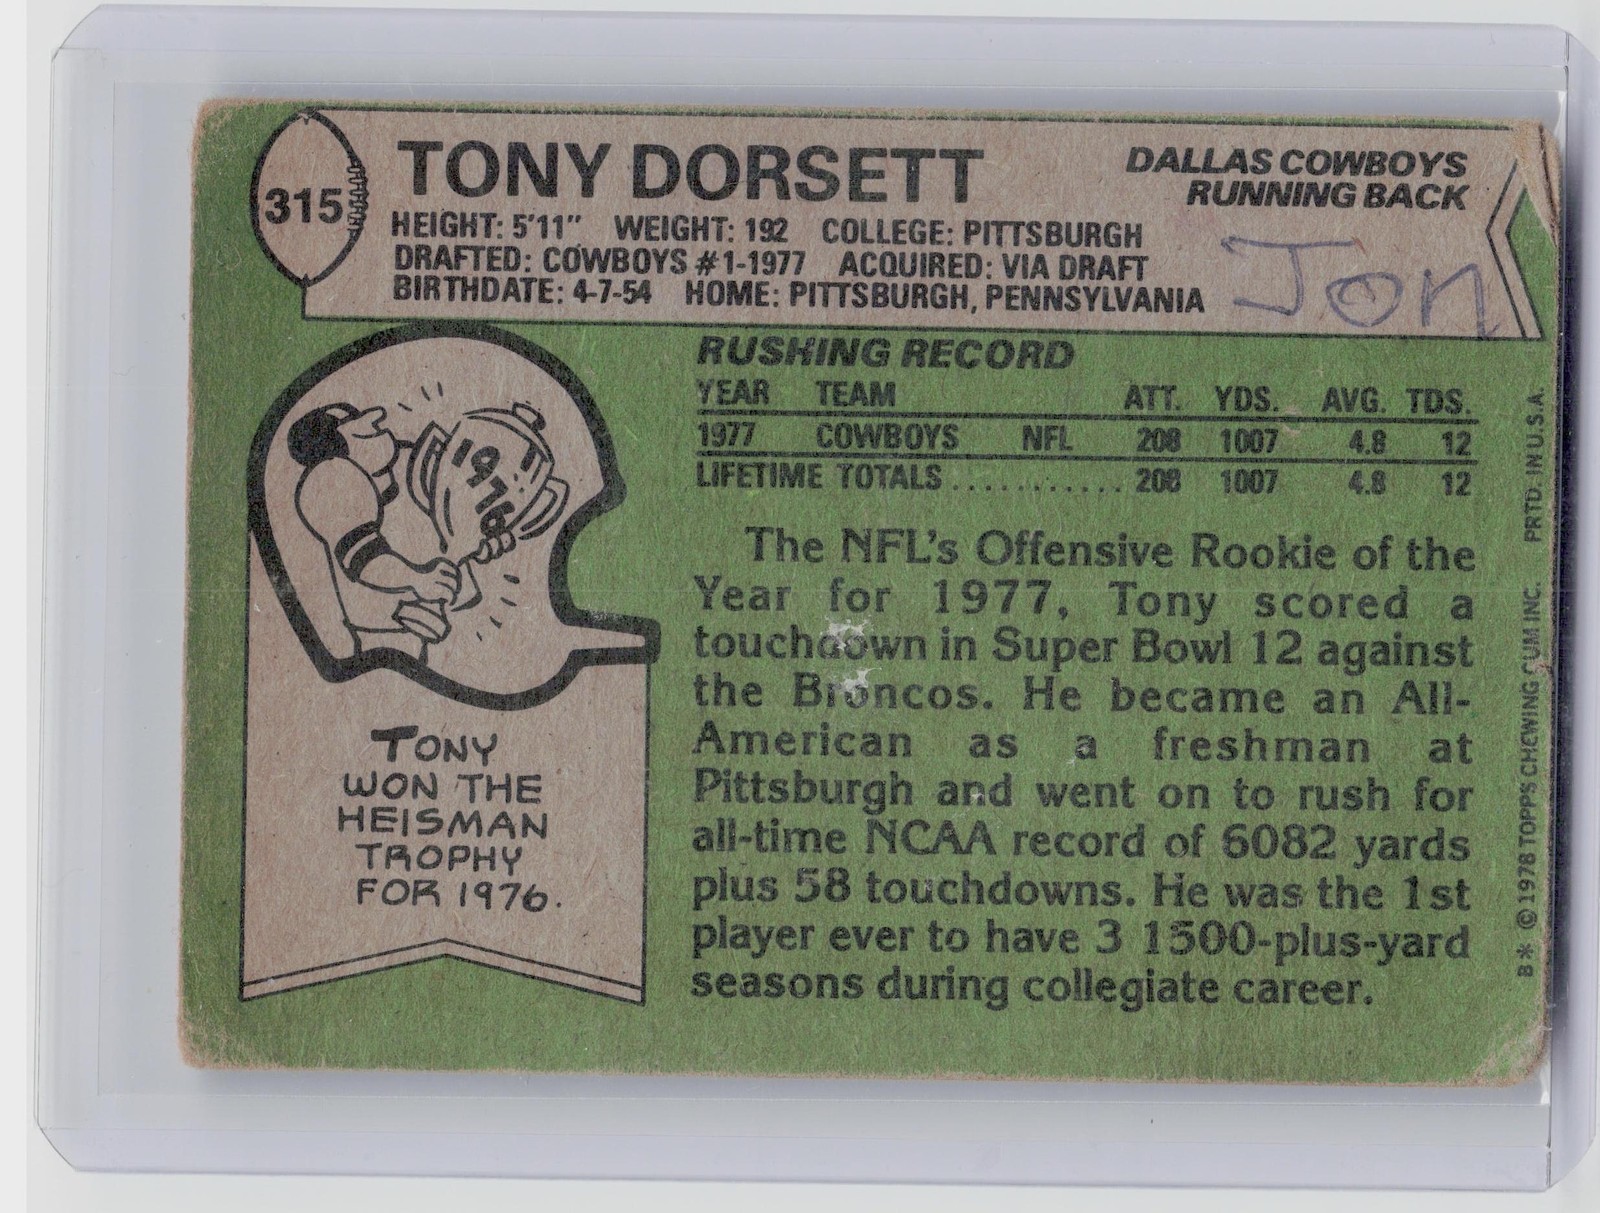 315
TONY DORSETT
DALLAS COWBOYS
RUNNING BACK
HEIGHT: 5'11" WEIGHT: 192 COLLEGE: PITTSBURGH
DRAFTED: COWBOYS #1-1977 ACQUIRED: VIA DRAFT
BIRTHDATE: 4-7-54 HOME: PITTSBURGH, PENNSYLVANIA
Jon
RUSHING RECORD
YEAR TEAM ATT. YDS. AVG. TDS.
1977 COWBOYS NFL 208 1007 4.8 12
LIFETIME TOTALS............ 208 1007 4.8 12
The NFL's Offensive Rookie of the
Year for 1977, Tony scored a
touchdown in Super Bowl 12 against
the Broncos. He became an All-
American as a freshman at
Pittsburgh and went on to rush for
all-time NCAA record of 6082 yards
plus 58 touchdowns. He was the 1st
player ever to have 3 1500-plus-yard
seasons during collegiate career.
1976
TONY
WON THE
HEISMAN
TROPHY
FOR 1976.
B* © 1978 TOPPS CHEWING GUM INC. PRTD. IN U.S.A.